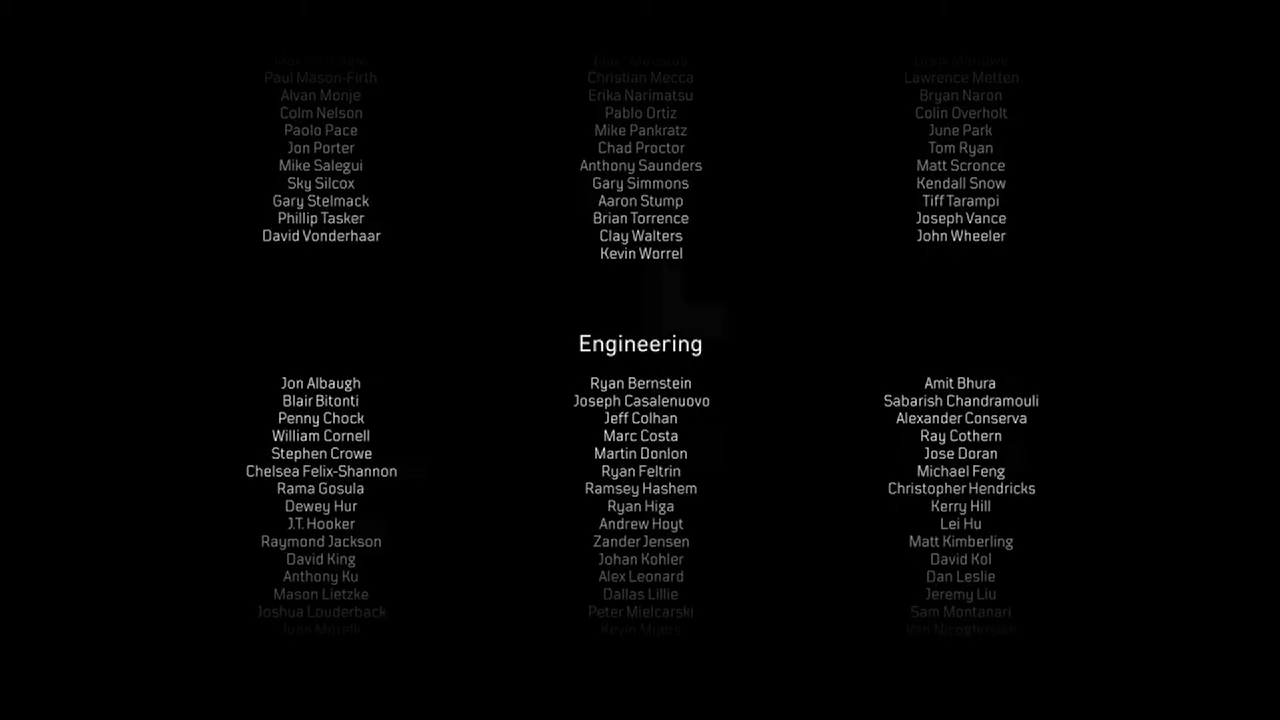 Paul Mason-Firth Christian Mecca Lawrence Metten
Alvan Monje Erika Narimatsu Bryan Naron
Colm Nelson Pablo Ortiz Colin Overholt
Paolo Pace Mike Pankratz June Park
Jon Porter Chad Proctor Tom Ryan
Mike Salegui Anthony Saunders Matt Scronce
Sky Silcox Gary Simmons Kendall Snow
Gary Stelmack Aaron Stump Tiff Tarampi
Phillip Tasker Brian Torrence Joseph Vance
David Vonderhaar Clay Walters John Wheeler
Kevin Worrel
Engineering
Jon Albaugh Ryan Bernstein Amit Bhura
Blair Bitonti Joseph Casalenuovo Sabarish Chandramouli
Penny Chock Jeff Colhan Alexander Conserva
William Cornell Marc Costa Ray Cothern
Stephen Crowe Martin Donlon Jose Doran
Chelsea Felix-Shannon Ryan Feltrin Michael Feng
Rama Gosula Ramsey Hashem Christopher Hendricks
Dewey Hur Ryan Higa Kerry Hill
J.T. Hooker Andrew Hoyt Lei Hu
Raymond Jackson Zander Jensen Matt Kimberling
David King Johan Kohler David Kol
Anthony Ku Alex Leonard Dan Leslie
Mason Lietzke Dallas Lillie Jeremy Liu
Joshua Louderback Peter Mielcarski Sam Montanari
Kevin Myers